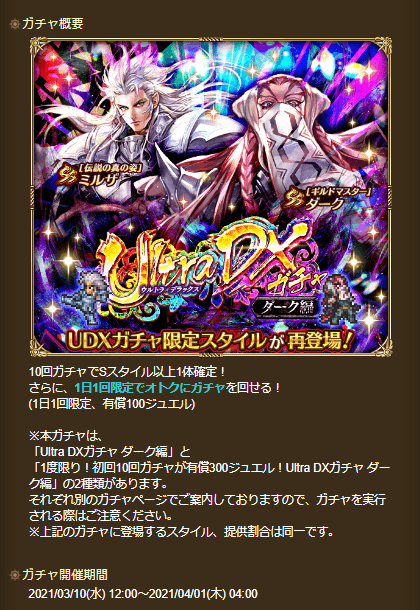 ガチャ概要
[伝説の真の姿]
SS ミルザ
[ギルドマスター]
SS ダーク
Ultra DX ガチャ
ウルトラ・デラックス
ダーク編
UDXガチャ限定スタイルが再登場!
10回ガチャでSスタイル以上1体確定!
さらに、1日1回限定でオトクにガチャを回せる!
(1日1回限定、有償100ジュエル)
※本ガチャは、
「Ultra DXガチャ ダーク編」と
「1度限り!初回10回ガチャが有償300ジュエル!Ultra DXガチャ ダー
ク編」の2種類があります。
それぞれ別のガチャページでご案内しておりますので、ガチャを実行
される際はご注意ください。
※上記のガチャに登場するスタイル、提供割合は同一です。
ガチャ開催期間
2021/03/10(水) 12:00～2021/04/01(木) 04:00